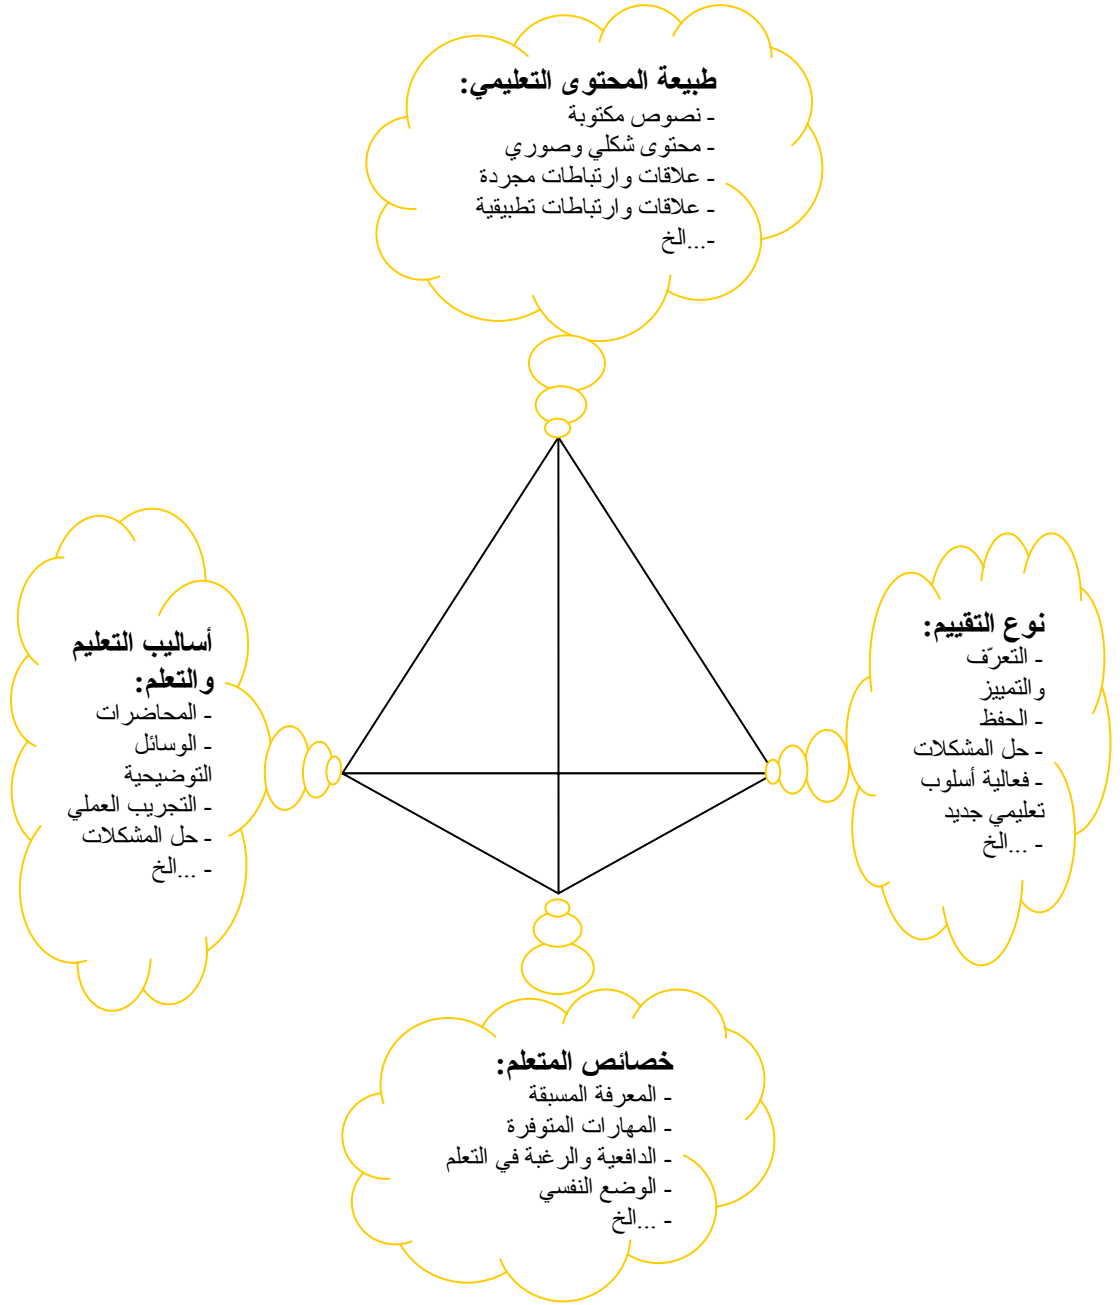 طبيعة المحتوى التعليمي:
- نصوص مكتوبة
- محتوى شكلي وصوري
- علاقات وارتباطات مجردة
- علاقات وارتباطات تطبيقية
-...الخ
نوع التقييم:
- التعرّف
والتمييز
- الحفظ
- حل المشكلات
- فعالية أسلوب
تعليمي جديد
- ...الخ
أساليب التعليم
والتعلم:
- المحاضرات
- الوسائل
التوضيحية
- التجريب العملي
- حل المشكلات
- ...الخ
خصائص المتعلم:
- المعرفة المسبقة
- المهارات المتوفرة
- الدافعية والرغبة في التعلم
- الوضع النفسي
- ...الخ